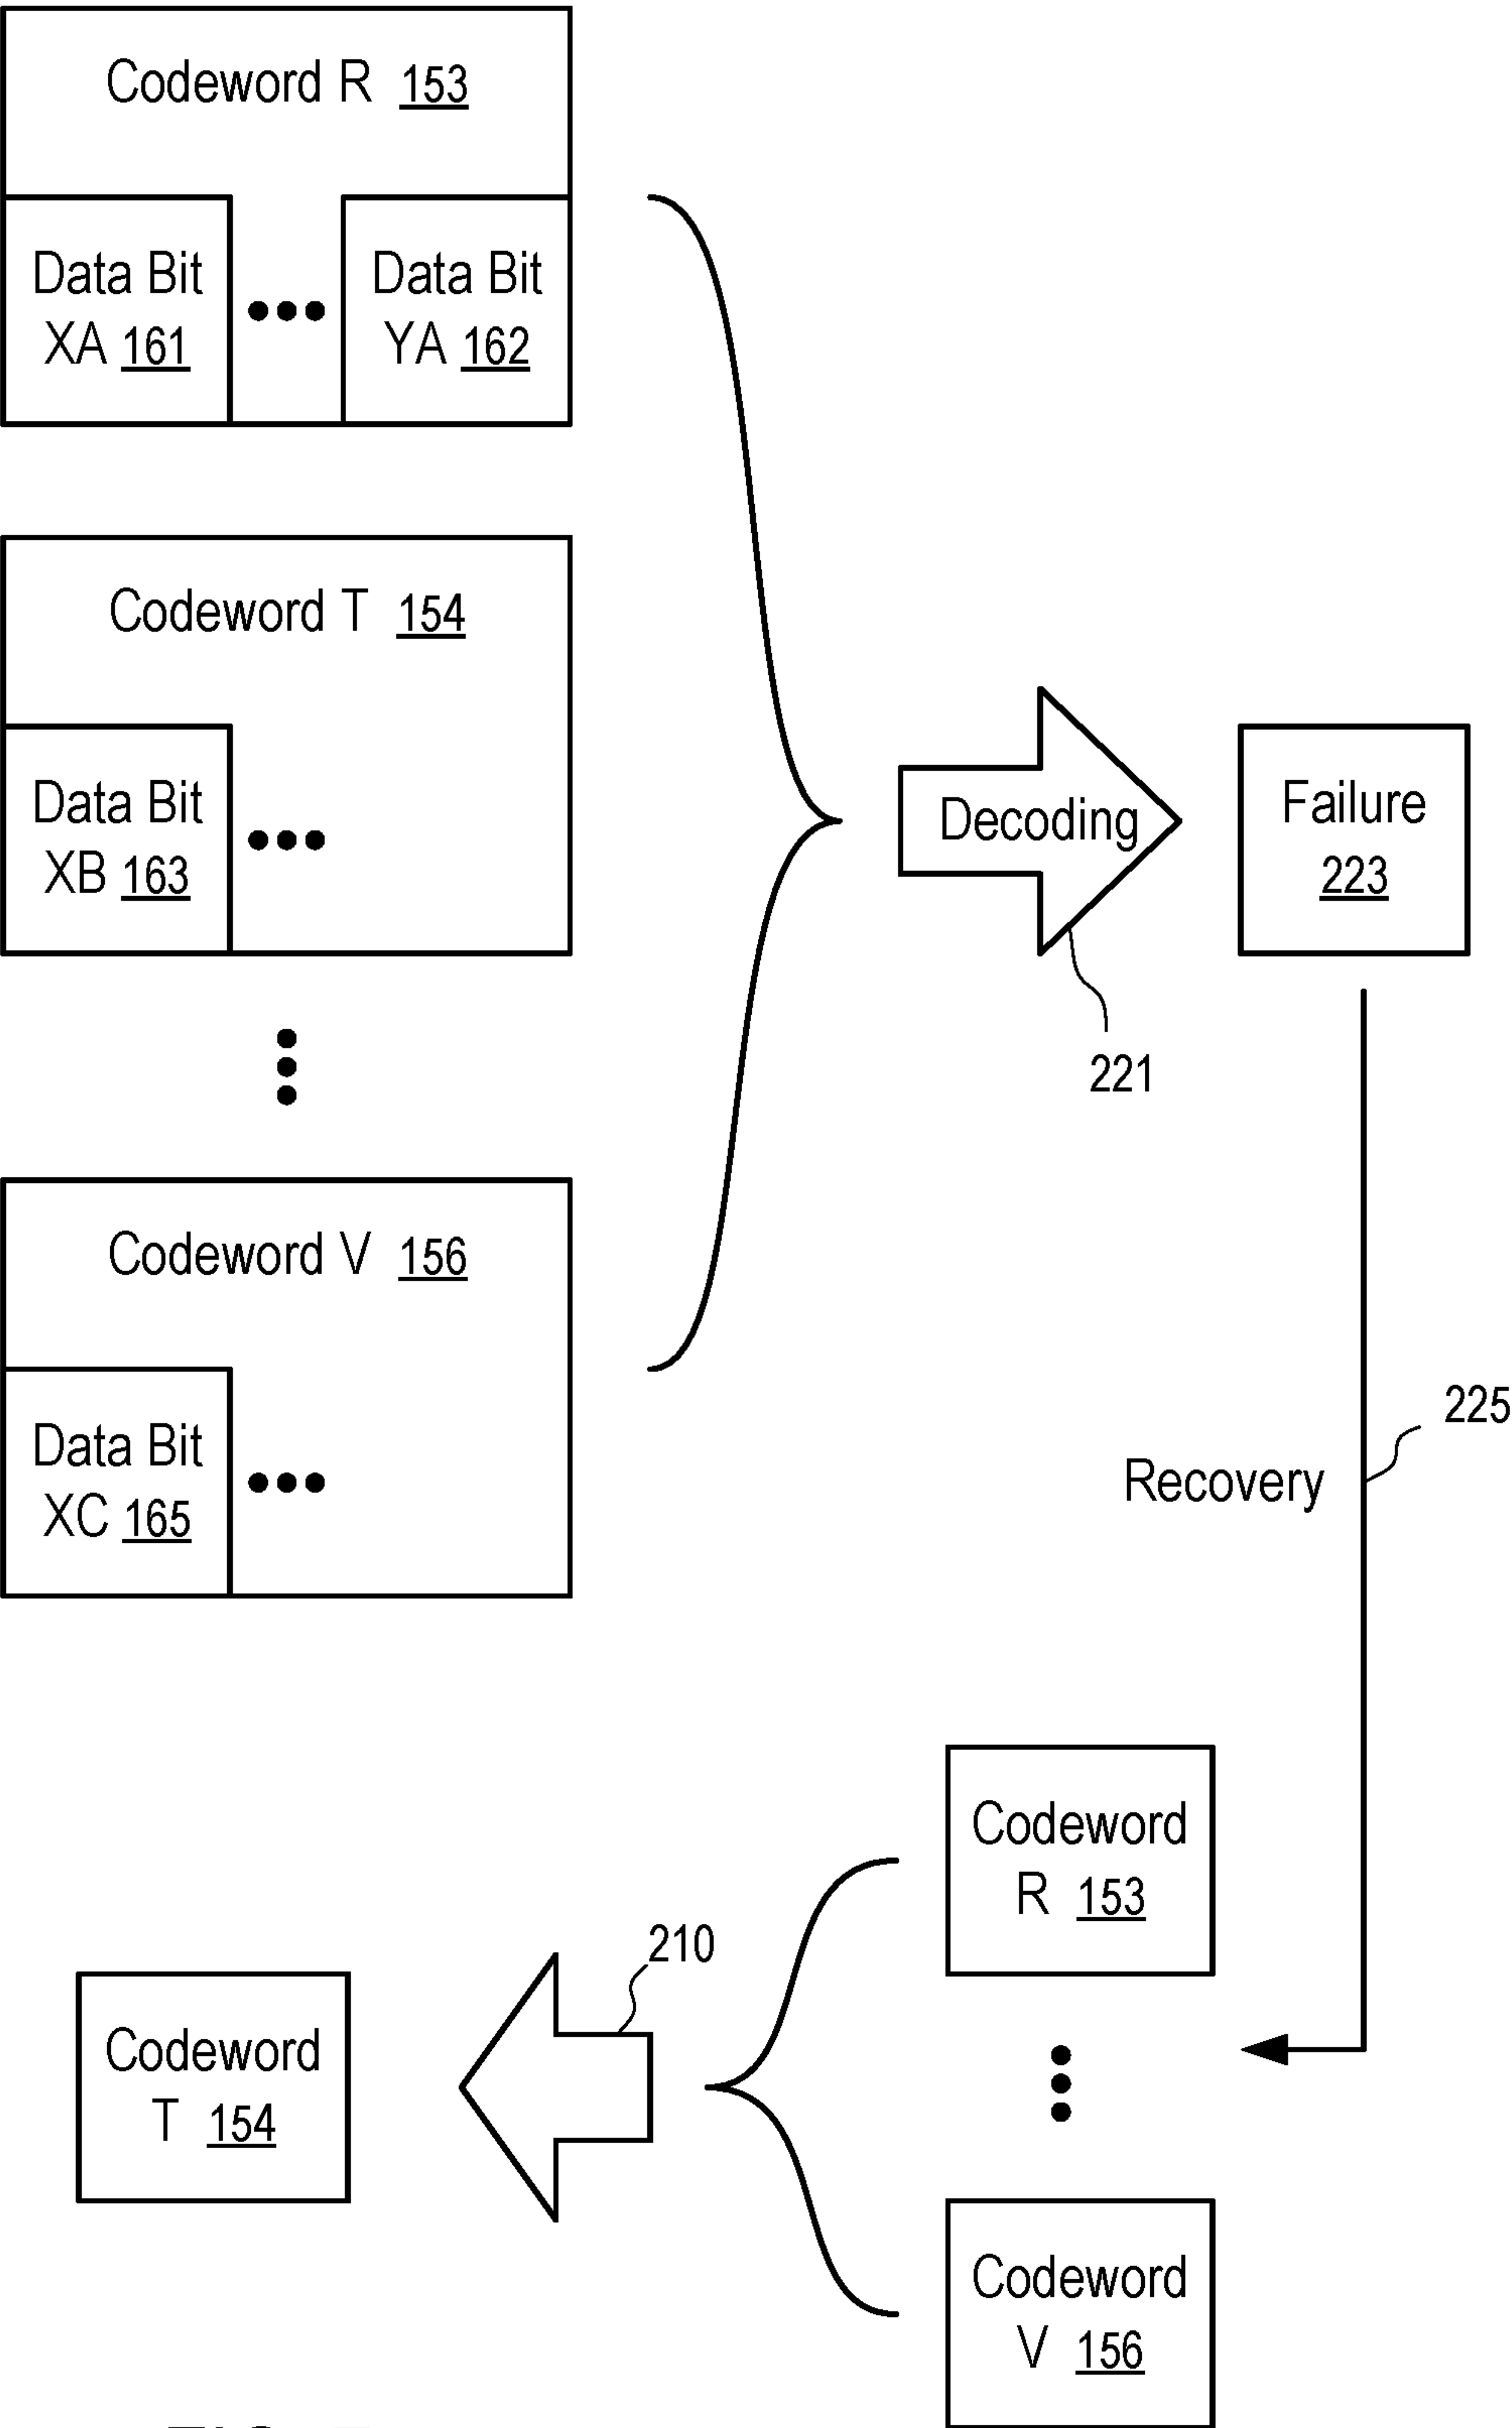 Codeword R 153
Data Bit
XA 161
Data Bit
YA 162
Codeword T 154
Data Bit
XB 163
Decoding
221
Failure
223
Codeword V 156
Data Bit
XC 165
225
Recovery
Codeword
R 153
210
Codeword
T 154
Codeword
V 156